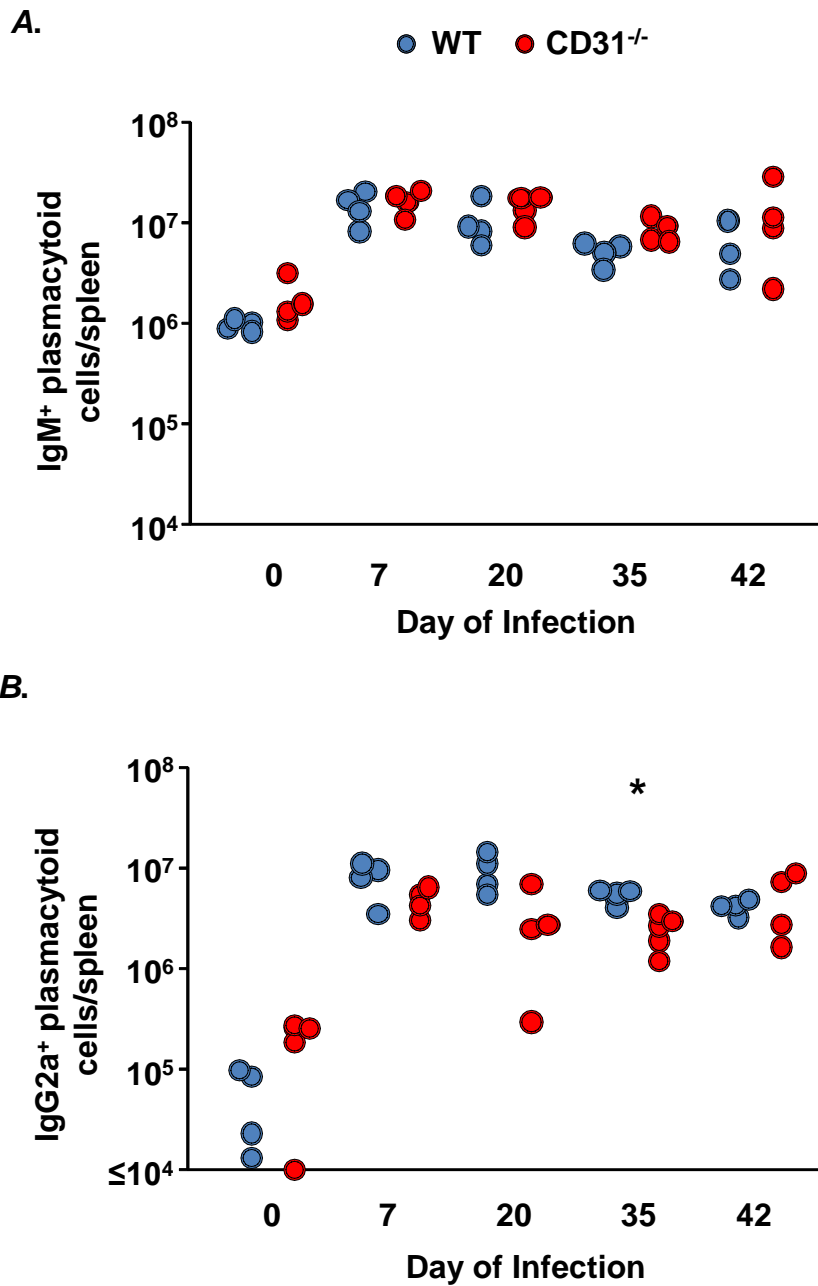 A.
WT CD31-/-
10⁸
10⁷
10⁶
10⁵
10⁴
IgM⁺ plasmacytoid
cells/spleen
0 7 20 35 42
Day of Infection
B.
10⁸
10⁷
10⁶
10⁵
≤10⁴
*
IgG2a⁺ plasmacytoid
cells/spleen
0 7 20 35 42
Day of Infection